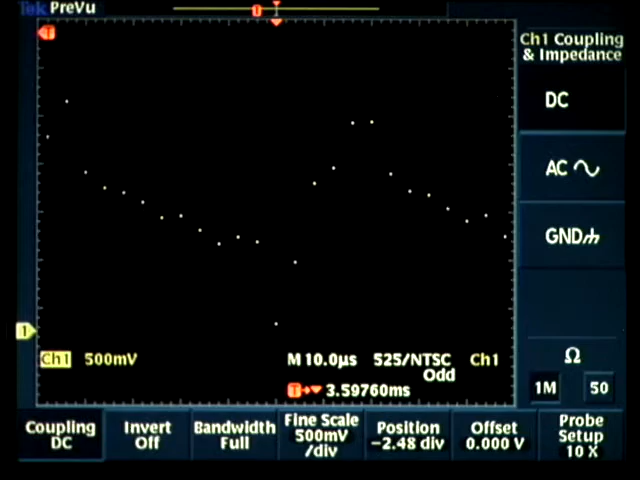 Tek PreVu
T
T
Ch1 Coupling
& Impedance
DC
AC
GND
1
Ch1 500mV
M 10.0µs 525/NTSC Ch1
Odd
T 3.59760ms
Ω
1M 50
Coupling
DC
Invert
Off
Bandwidth
Full
Fine Scale
500mV
/div
Position
-2.48 div
Offset
0.000 V
Probe
Setup
10 X